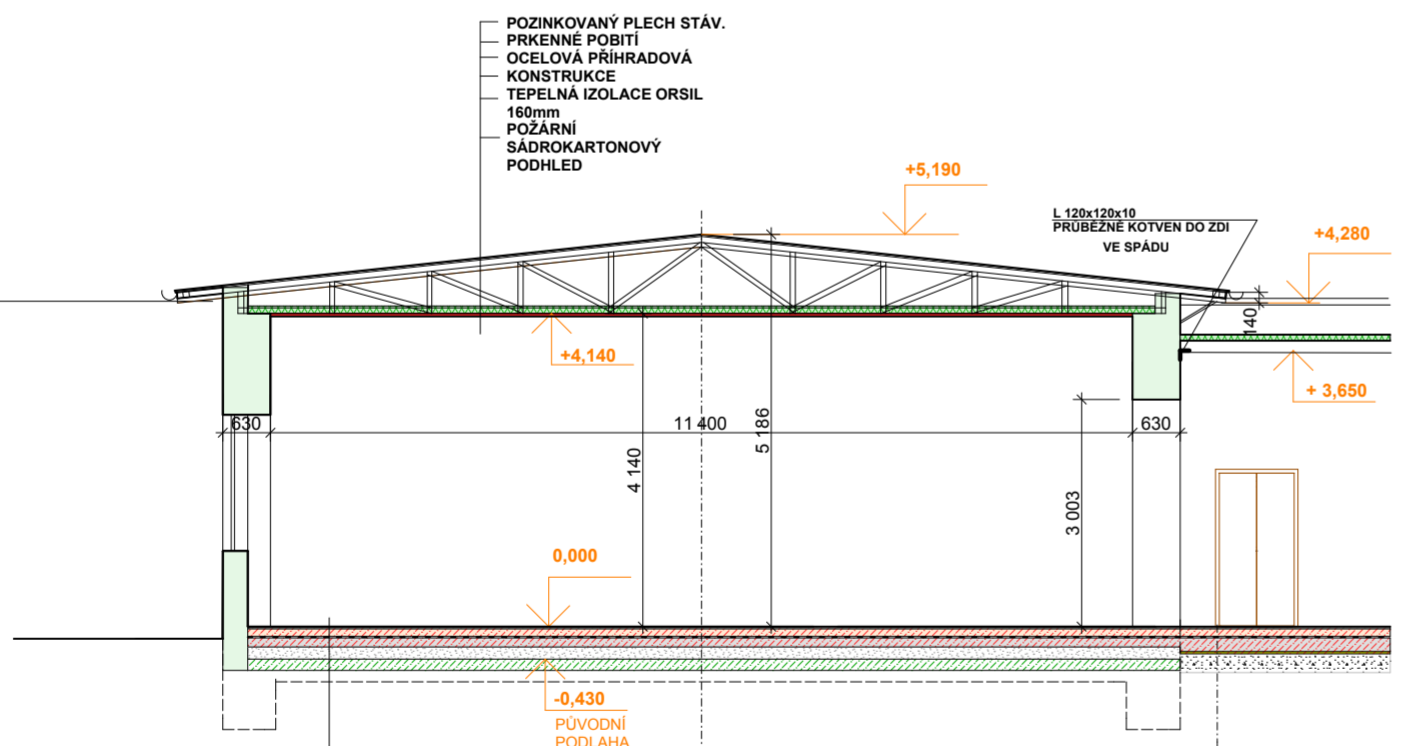 POZINKOVANÝ PLECH STÁV.
PRKENNÉ POBITÍ
OCELOVÁ PŘÍHRADOVÁ
KONSTRUKCE
TEPELNÁ IZOLACE ORSIL
160mm
POŽÁRNÍ
SÁDROKARTONOVÝ
PODHLED
+5,190
L 120x120x10
PRŮBĚŽNĚ KOTVEN DO ZDI
VE SPÁDU
+4,280
140
+4,140
+ 3,650
630
11 400
630
5 186
4 140
3 003
0,000
-0,430
PŮVODNÍ
PODLAHA